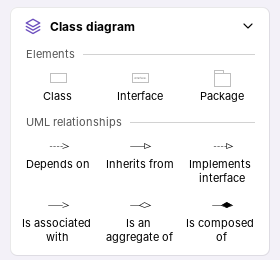 Class diagram
Elements
Class Interface Package
UML relationships
Depends on Inherits from Implements
interface
Is associated Is an Is composed
with aggregate of of